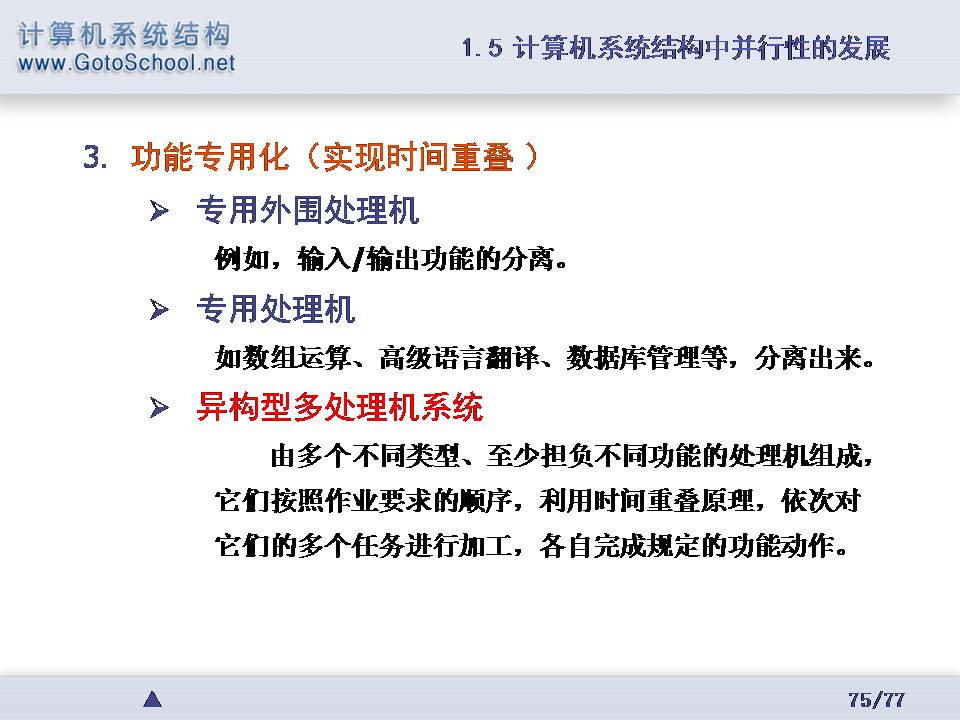 计算机系统结构
www.GotoSchool.net
1.5 计算机系统结构中并行性的发展
3. 功能专用化（实现时间重叠 ）
➢ 专用外围处理机
例如，输入/输出功能的分离。
➢ 专用处理机
如数组运算、高级语言翻译、数据库管理等，分离出来。
➢ 异构型多处理机系统
由多个不同类型、至少担负不同功能的处理机组成，
它们按照作业要求的顺序，利用时间重叠原理，依次对
它们的多个任务进行加工，各自完成规定的功能动作。
75/77